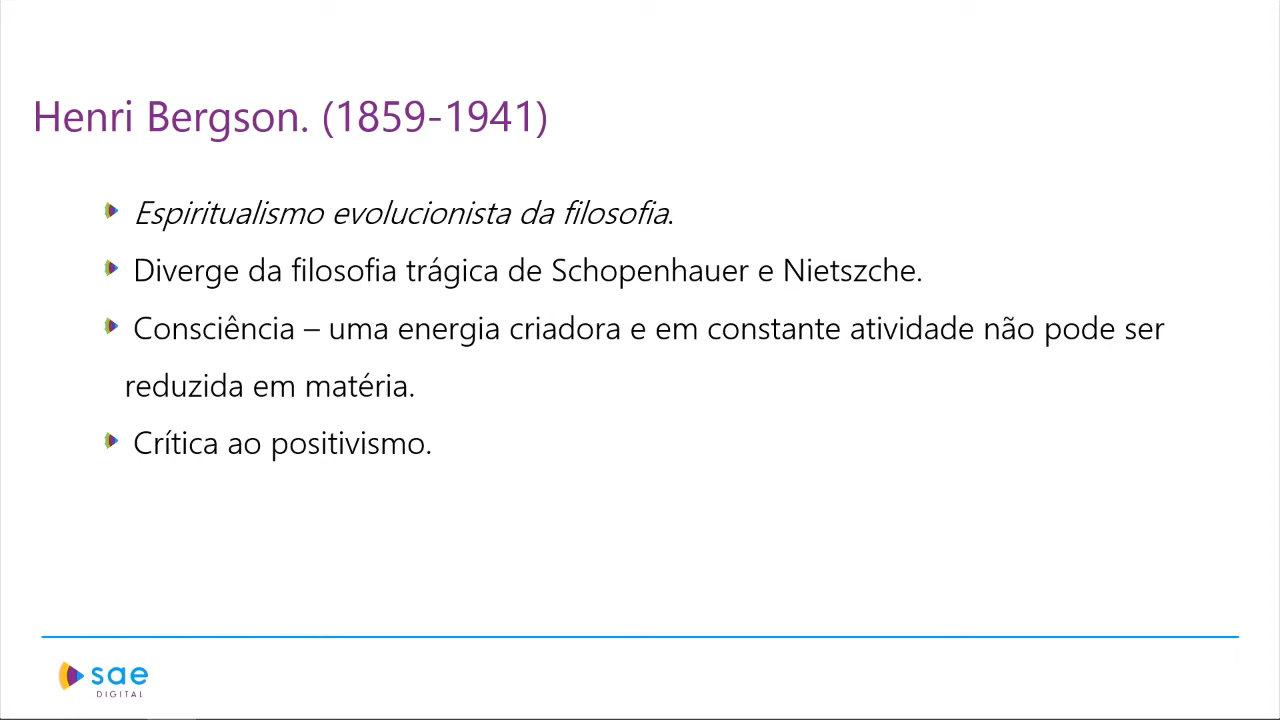 Henri Bergson. (1859-1941)
Espiritualismo evolucionista da filosofia.
Diverge da filosofia trágica de Schopenhauer e Nietszche.
Consciência – uma energia criadora e em constante atividade não pode ser
reduzida em matéria.
Crítica ao positivismo.
sae
DIGITAL